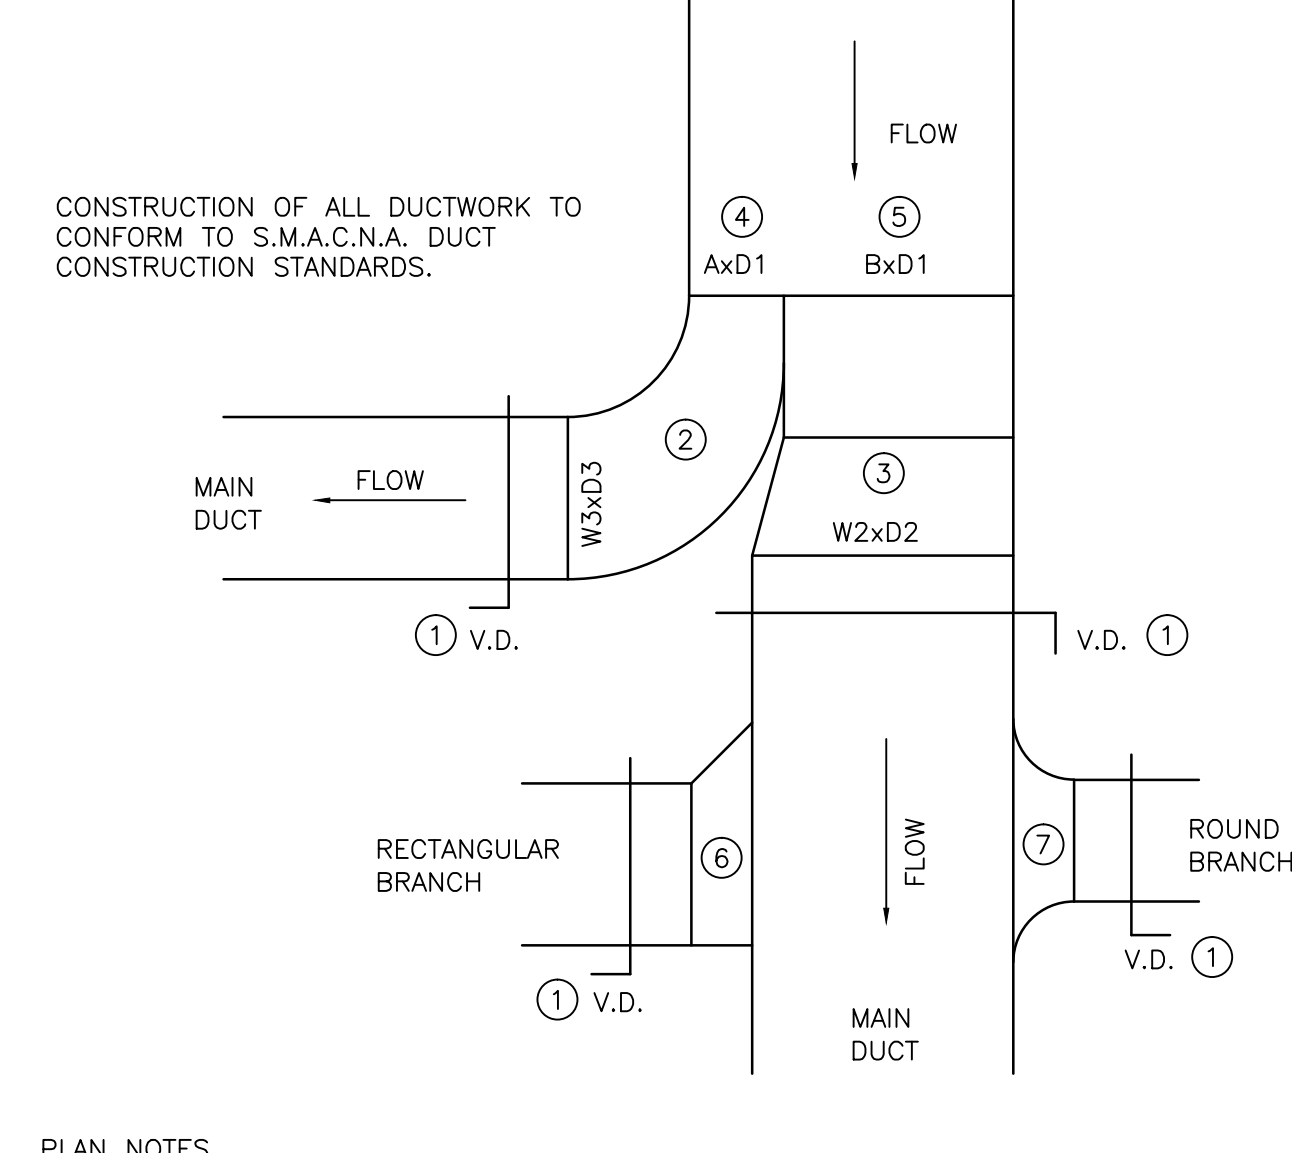 FLOW
CONSTRUCTION OF ALL DUCTWORK TO
CONFORM TO S.M.A.C.N.A. DUCT
CONSTRUCTION STANDARDS.
4
5
AxD1
BxD1
2
3
MAIN
DUCT
FLOW
W3xD3
W2xD2
1 V.D.
V.D. 1
RECTANGULAR
BRANCH
6
FLOW
7
ROUND
BRANCH
1 V.D.
V.D. 1
MAIN
DUCT
PLAN NOTES